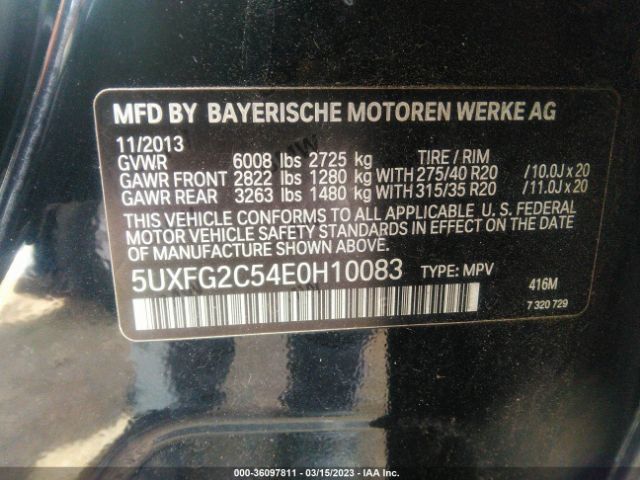 MFD BY BAYERISCHE MOTOREN WERKE AG
11/2013
GVWR 6008 lbs 2725 kg TIRE / RIM
GAWR FRONT 2822 lbs 1280 kg WITH 275/40 R20 / 10.0J x 20
GAWR REAR 3263 lbs 1480 kg WITH 315/35 R20 / 11.0J x 20
THIS VEHICLE CONFORMS TO ALL APPLICABLE U. S. FEDERAL
MOTOR VEHICLE SAFETY STANDARDS IN EFFECT ON THE DATE
OF MANUFACTURE SHOWN ABOVE.
5UXFG2C54E0H10083 TYPE: MPV 416M
7 320 729
000-36097811 - 03/15/2023 - IAA Inc.